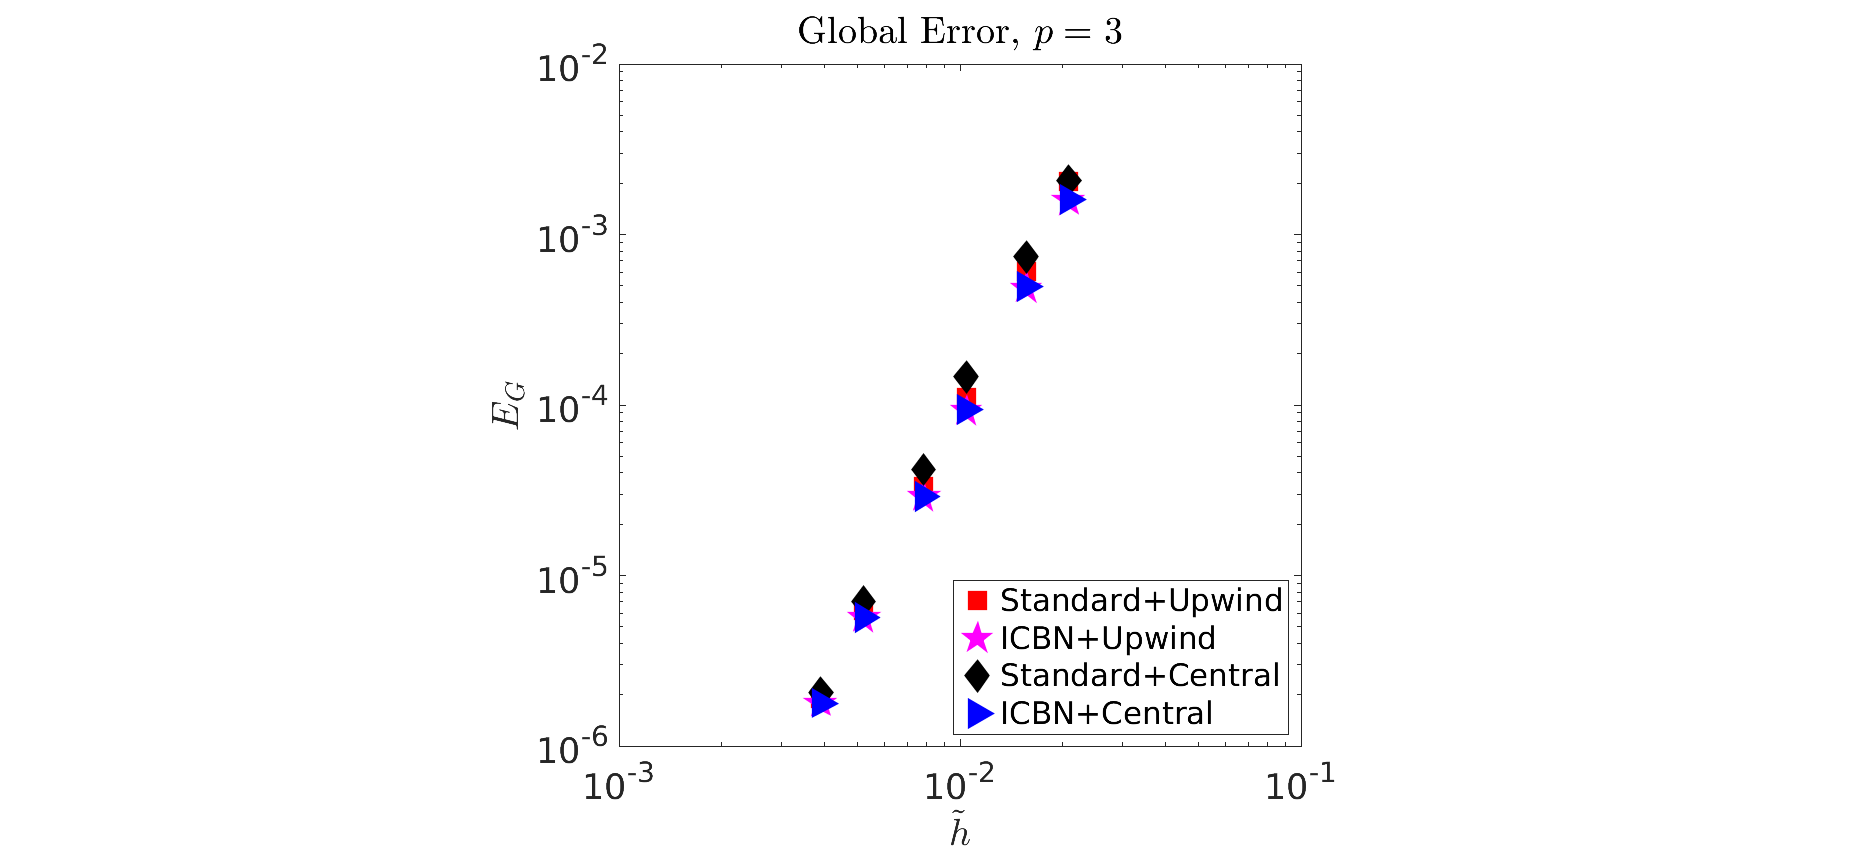 Global Error, p = 3
10^-2
10^-3
10^-4
10^-5
10^-6
E_G
Standard+Upwind
ICBN+Upwind
Standard+Central
ICBN+Central
10^-3 10^-2 10^-1
h̃